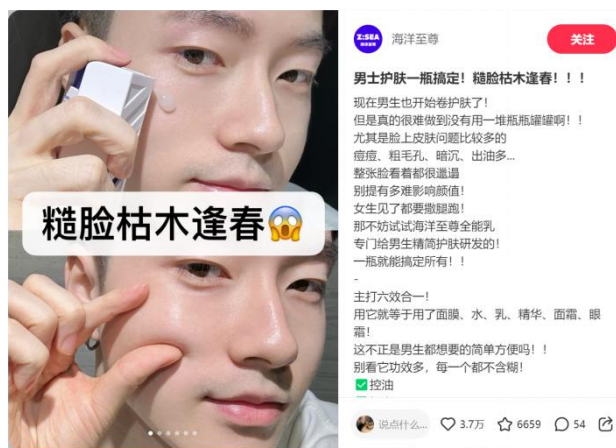 糙脸枯木逢春😱
Z:SEA
海洋至尊
关注
男士护肤一瓶搞定！糙脸枯木逢春！！！
现在男生也开始卷护肤了！
但是真的很难做到没有用一堆瓶瓶罐罐啊！！
尤其是脸上皮肤问题比较多的
痘痘、粗毛孔、暗沉、出油多...
整张脸看着都很邋遢
别提有多难影响颜值！
女生见了都要撒腿跑！
那不妨试试海洋至尊全能乳
专门给男生精简护肤研发的！
一瓶就能搞定所有！！
-
主打六效合一！
用它就等于用了面膜、水、乳、精华、面霜、眼
霜！
这不正是男生都想要的简单方便吗！！
别看它功效多，每一个都不含糊！
✅控油
说点什么...
3.7万
6659
54